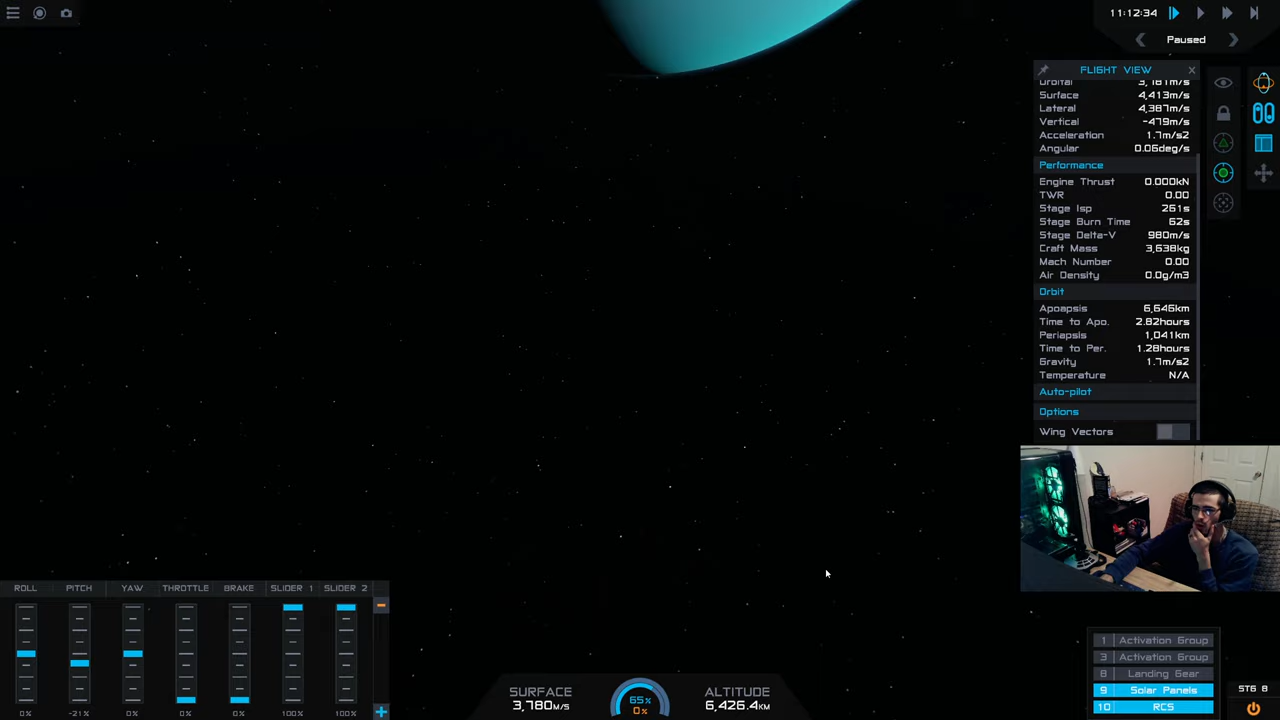 11:12:34
Paused
FLIGHT VIEW
Orbital 3,781m/s
Surface 4,413m/s
Lateral 4,387m/s
Vertical -479m/s
Acceleration 1.7m/s2
Angular 0.06deg/s
Performance
Engine Thrust 0.000kN
TWR 0.00
Stage Isp 261s
Stage Burn Time 62s
Stage Delta-V 980m/s
Craft Mass 3,638kg
Mach Number 0.00
Air Density 0.0g/m3
Orbit
Apoapsis 6,646km
Time to Apo. 2.82hours
Periapsis 1,041km
Time to Per. 1.28hours
Gravity 1.7m/s2
Temperature N/A
Auto-pilot
Options
Wing Vectors
ROLL PITCH YAW THROTTLE BRAKE SLIDER 1 SLIDER 2
0% -21% 0% 0% 0% 100% 100%
SURFACE
3,780M/S
65%
0%
ALTITUDE
6,426.4KM
1 Activation Group
3 Activation Group
8 Landing Gear
9 Solar Panels
10 RCS
STG 8